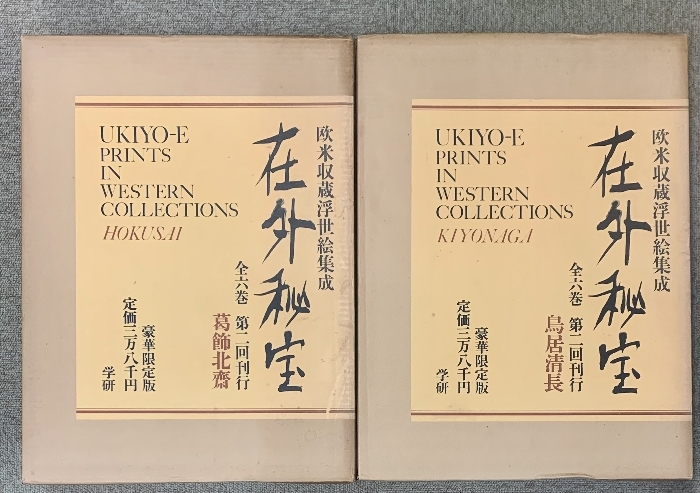 UKIYO-E
PRINTS
IN
WESTERN
COLLECTIONS
HOKUSAI
欧米収蔵浮世絵集成
在外秘宝
全六巻 第二回刊行
葛飾北齋
豪華限定版
定価三万八千円
学研
UKIYO-E
PRINTS
IN
WESTERN
COLLECTIONS
KIYONAGA
欧米収蔵浮世絵集成
在外秘宝
全六巻 第二回刊行
鳥居清長
豪華限定版
定価三万八千円
学研